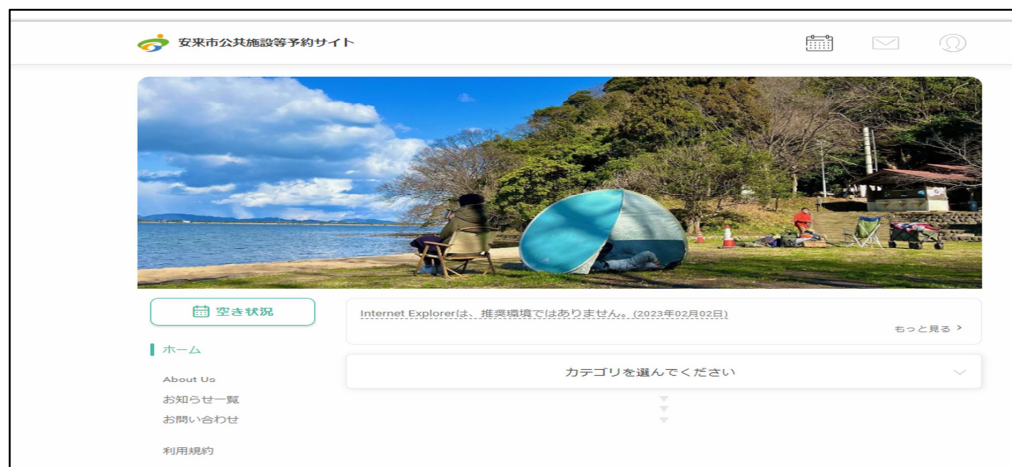 安来市公共施設等予約サイト
空き状況
Internet Explorerは、推奨環境ではありません。(2023年02月02日)
もっと見る
ホーム
カテゴリを選んでください
About Us
お知らせ一覧
お問い合わせ
利用規約